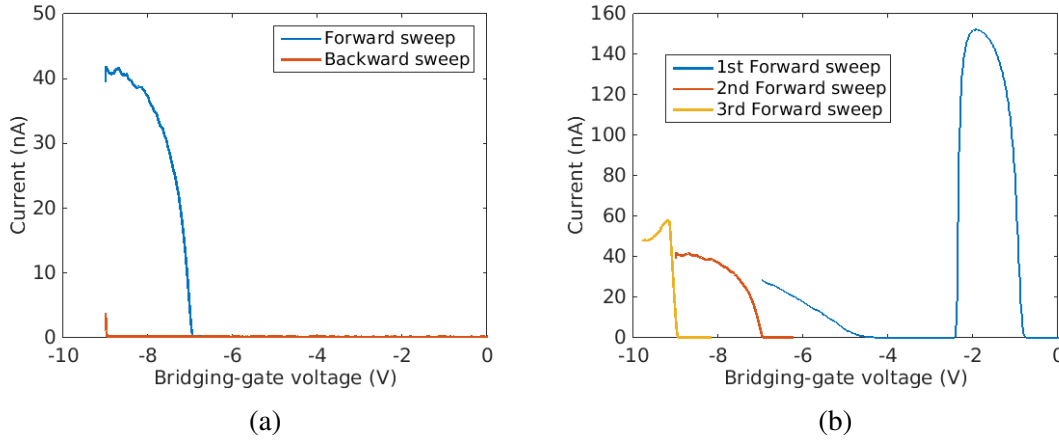 50
40
30
20
10
0
Current (nA)
Forward sweep
Backward sweep
-10 -8 -6 -4 -2 0
Bridging-gate voltage (V)
(a)
160
140
120
100
80
60
40
20
0
Current (nA)
1st Forward sweep
2nd Forward sweep
3rd Forward sweep
-10 -8 -6 -4 -2 0
Bridging-gate voltage (V)
(b)